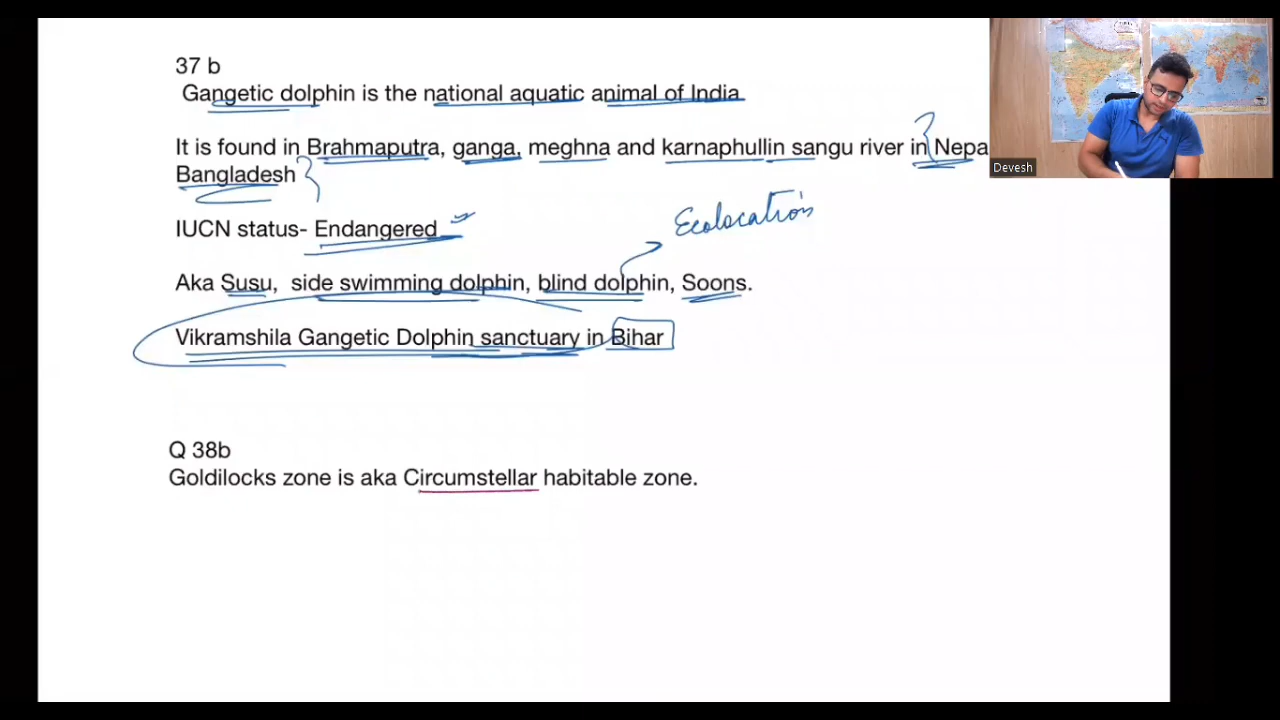 37 b
Gangetic dolphin is the national aquatic animal of India
It is found in Brahmaputra, ganga, meghna and karnaphullin sangu river in Nepa
Bangladesh
Devesh
Ecolocation
IUCN status- Endangered
Aka Susu, side swimming dolphin, blind dolphin, Soons.
Vikramshila Gangetic Dolphin sanctuary in Bihar
Q 38b
Goldilocks zone is aka Circumstellar habitable zone.